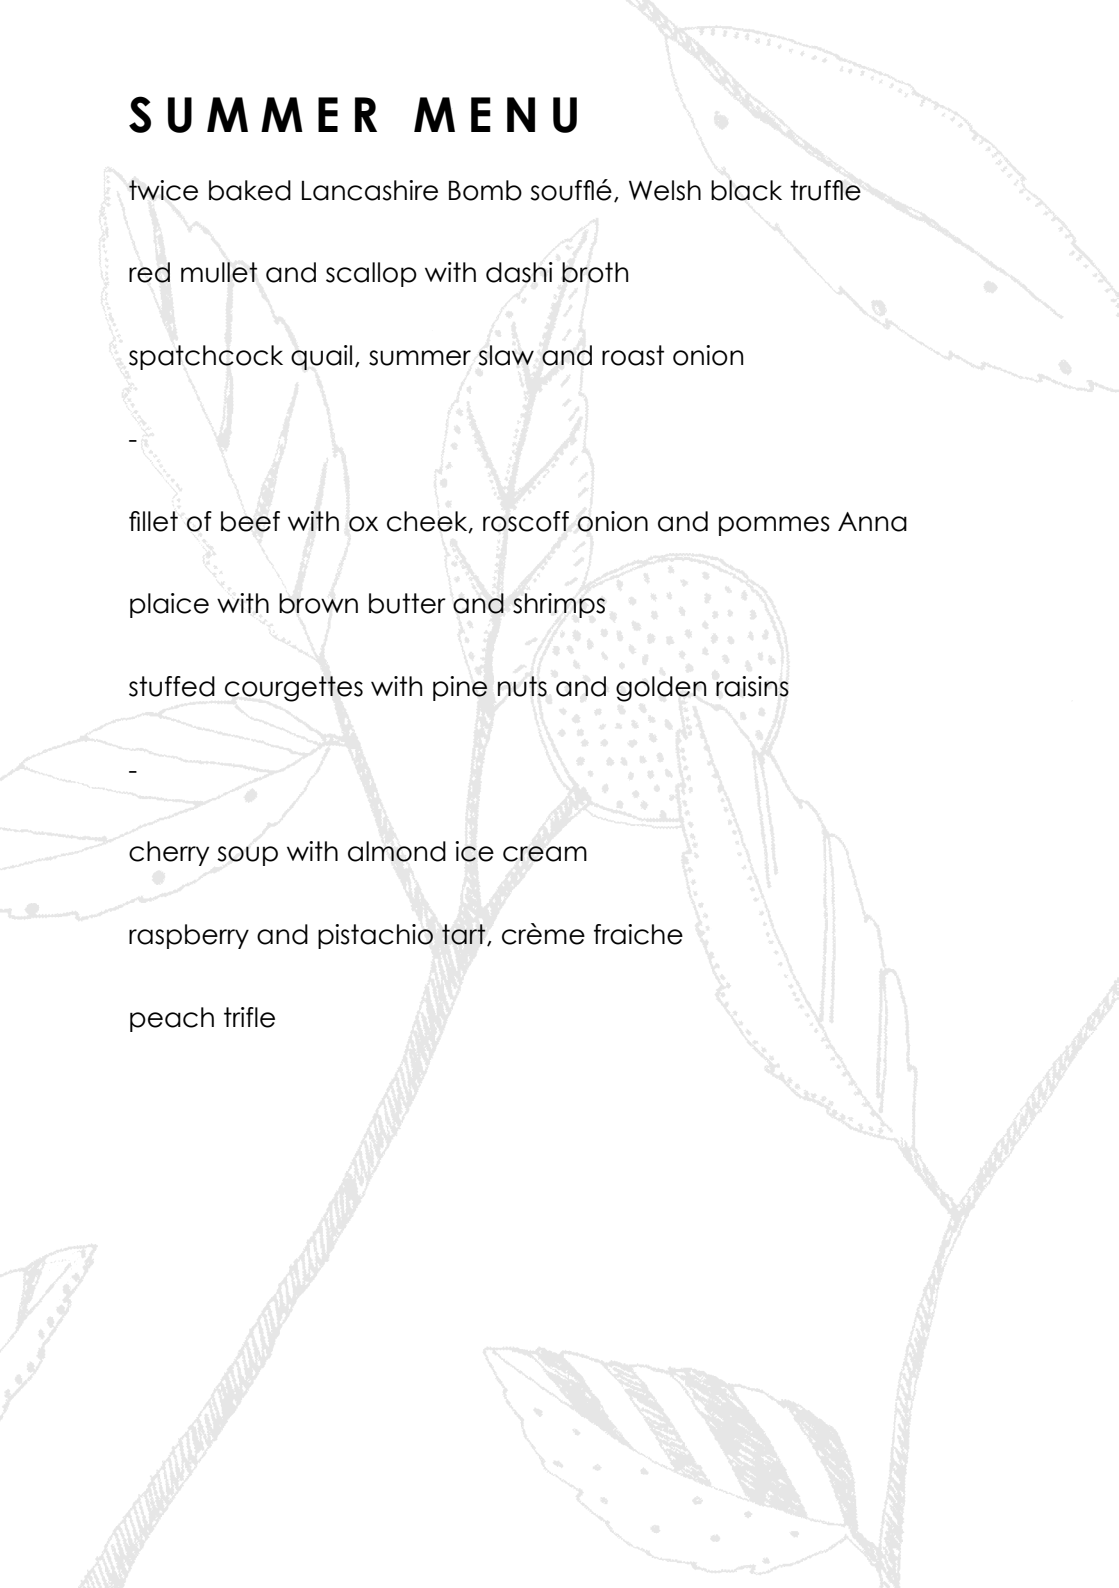 SUMMER MENU
twice baked Lancashire Bomb soufflé, Welsh black truffle
red mullet and scallop with dashi broth
spatchcock quail, summer slaw and roast onion
-
fillet of beef with ox cheek, roscoff onion and pommes Anna
plaice with brown butter and shrimps
stuffed courgettes with pine nuts and golden raisins
-
cherry soup with almond ice cream
raspberry and pistachio tart, crème fraiche
peach trifle